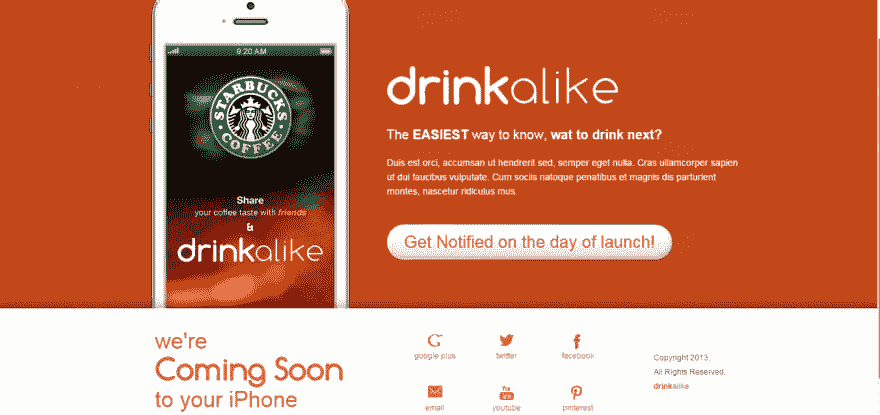 9:20 AM
STARBUCKS
COFFEE
Share
your coffee taste with friends
&
drinkalike
drinkalike
The EASIEST way to know, wat to drink next?
Duis est orci, accumsan ut hendrerit sed, semper eget nulla. Cras ullamcorper sapien
ut dui faucibus vulputate. Cum sociis natoque penatibus et magnis dis parturient
montes, nascetur ridiculus mus.
Get Notified on the day of launch!
we're
Coming Soon
to your iPhone
google plus
twitter
facebook
email
You
Tube
youtube
pinterest
Copyright 2013.
All Rights Reserved.
drinkalike